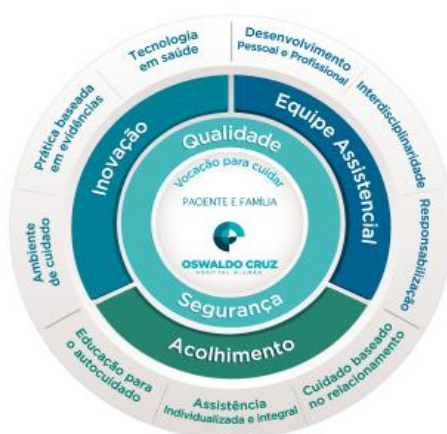 Tecnologia
em saúde
Desenvolvimento
Pessoal e Profissional
Interdisciplinaridade
Responsabilização
Cuidado baseado
no relacionamento
Assistência
Individualizada e integral
Educação para
o autocuidado
Ambiente
de cuidado
Prática baseada
em evidências
Inovação
Equipe Assistencial
Acolhimento
Qualidade
Segurança
Vocação para cuidar
PACIENTE E FAMÍLIA
OSWALDO CRUZ
HOSPITAL ALEMÃO